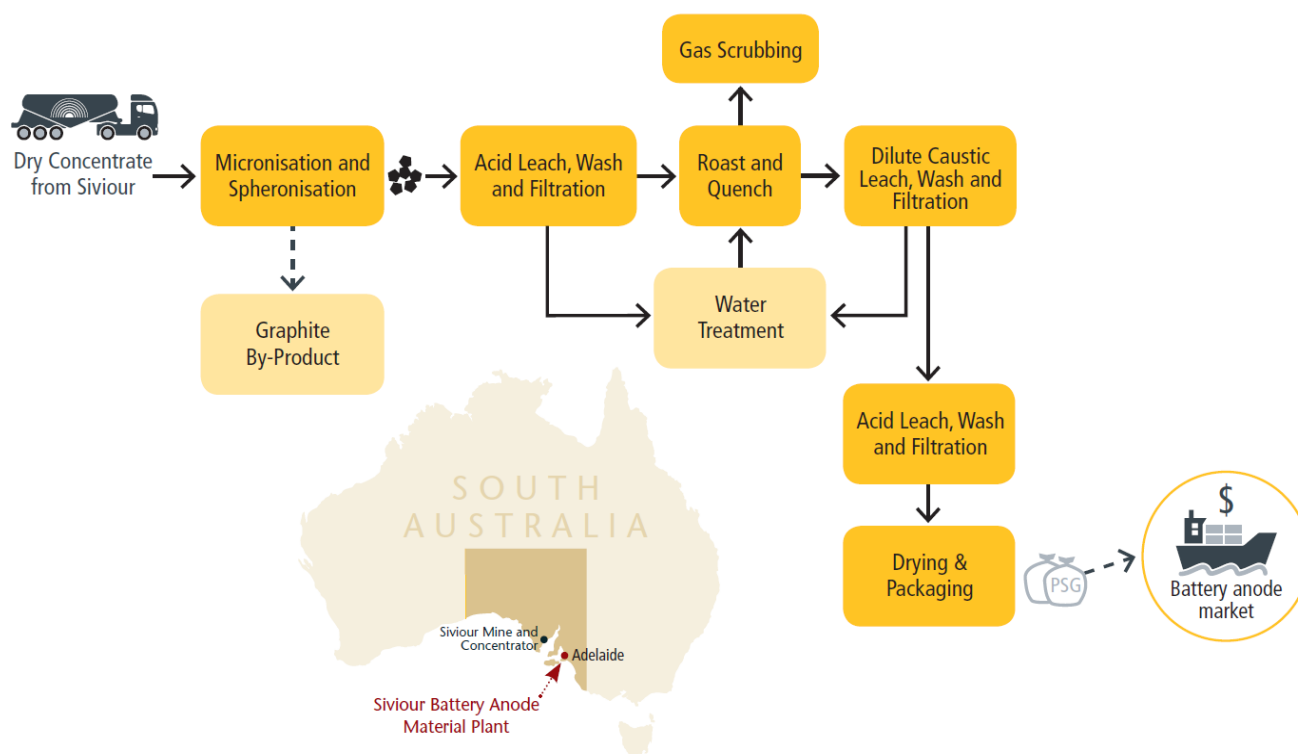 Gas Scrubbing
Dry Concentrate
from Siviour
Micronisation and
Spheronisation
Acid Leach, Wash
and Filtration
Roast and
Quench
Dilute Caustic
Leach, Wash and
Filtration
Graphite
By-Product
Water
Treatment
Acid Leach, Wash
and Filtration
Drying &
Packaging
PSG
$
Battery anode
market
SOUTH
AUSTRALIA
Siviour Mine and
Concentrator
Adelaide
Siviour Battery Anode
Material Plant